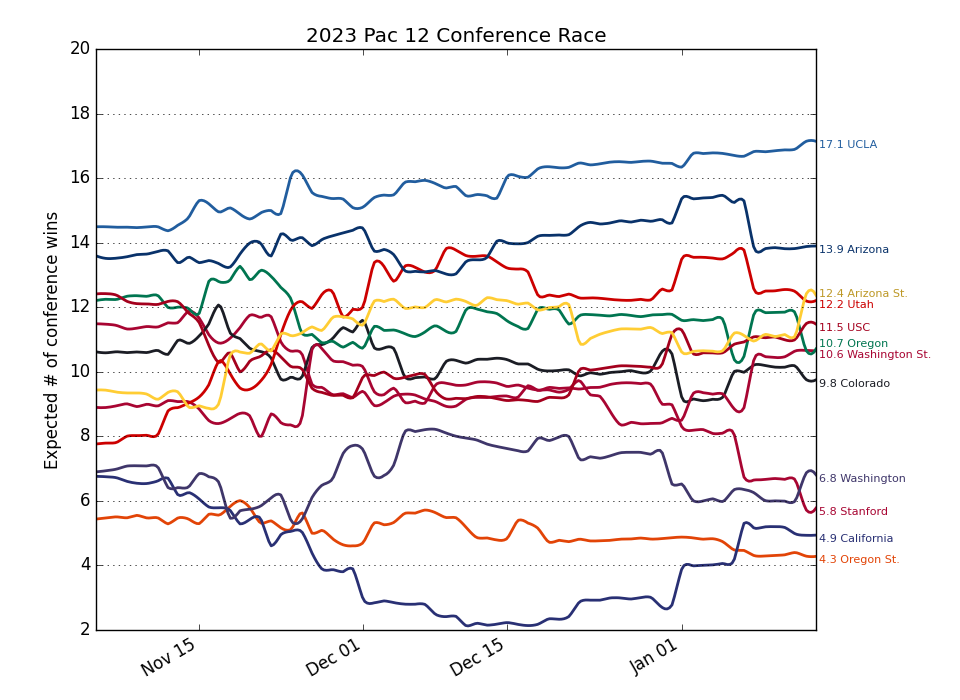 2023 Pac 12 Conference Race
Expected # of conference wins
20
18
16
14
12
10
8
6
4
2
Nov 15
Dec 01
Dec 15
Jan 01
17.1 UCLA
13.9 Arizona
12.4 Arizona St.
12.2 Utah
11.5 USC
10.7 Oregon
10.6 Washington St.
9.8 Colorado
6.8 Washington
5.8 Stanford
4.9 California
4.3 Oregon St.